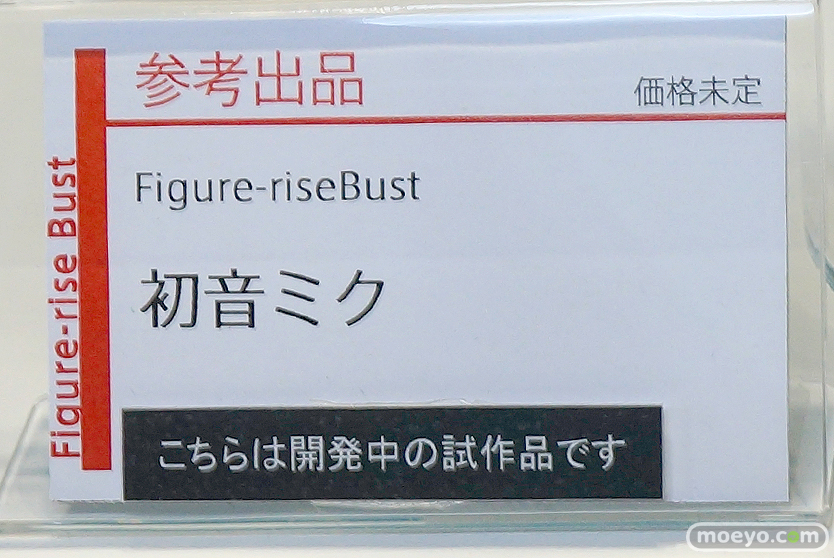 参考出品
価格未定
Figure-rise Bust
Figure-riseBust
初音ミク
こちらは開発中の試作品です
moeyo.com